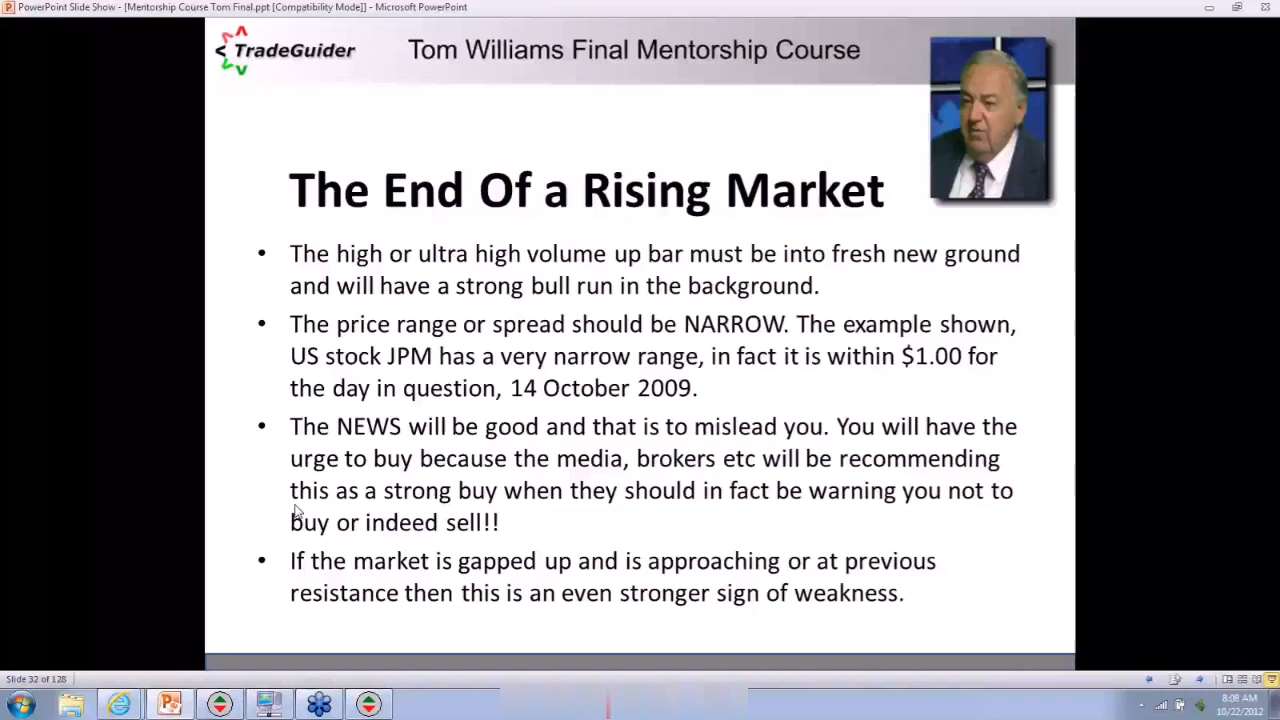 PowerPoint Slide Show - [Mentorship Course Tom Final.ppt [Compatibility Mode]] - Microsoft PowerPoint
TradeGuider
Tom Williams Final Mentorship Course
The End Of a Rising Market
• The high or ultra high volume up bar must be into fresh new ground
and will have a strong bull run in the background.
• The price range or spread should be NARROW. The example shown,
US stock JPM has a very narrow range, in fact it is within $1.00 for
the day in question, 14 October 2009.
• The NEWS will be good and that is to mislead you. You will have the
urge to buy because the media, brokers etc will be recommending
this as a strong buy when they should in fact be warning you not to
buy or indeed sell!!
• If the market is gapped up and is approaching or at previous
resistance then this is an even stronger sign of weakness.
Slide 32 of 128
8:08 AM
10/22/2012